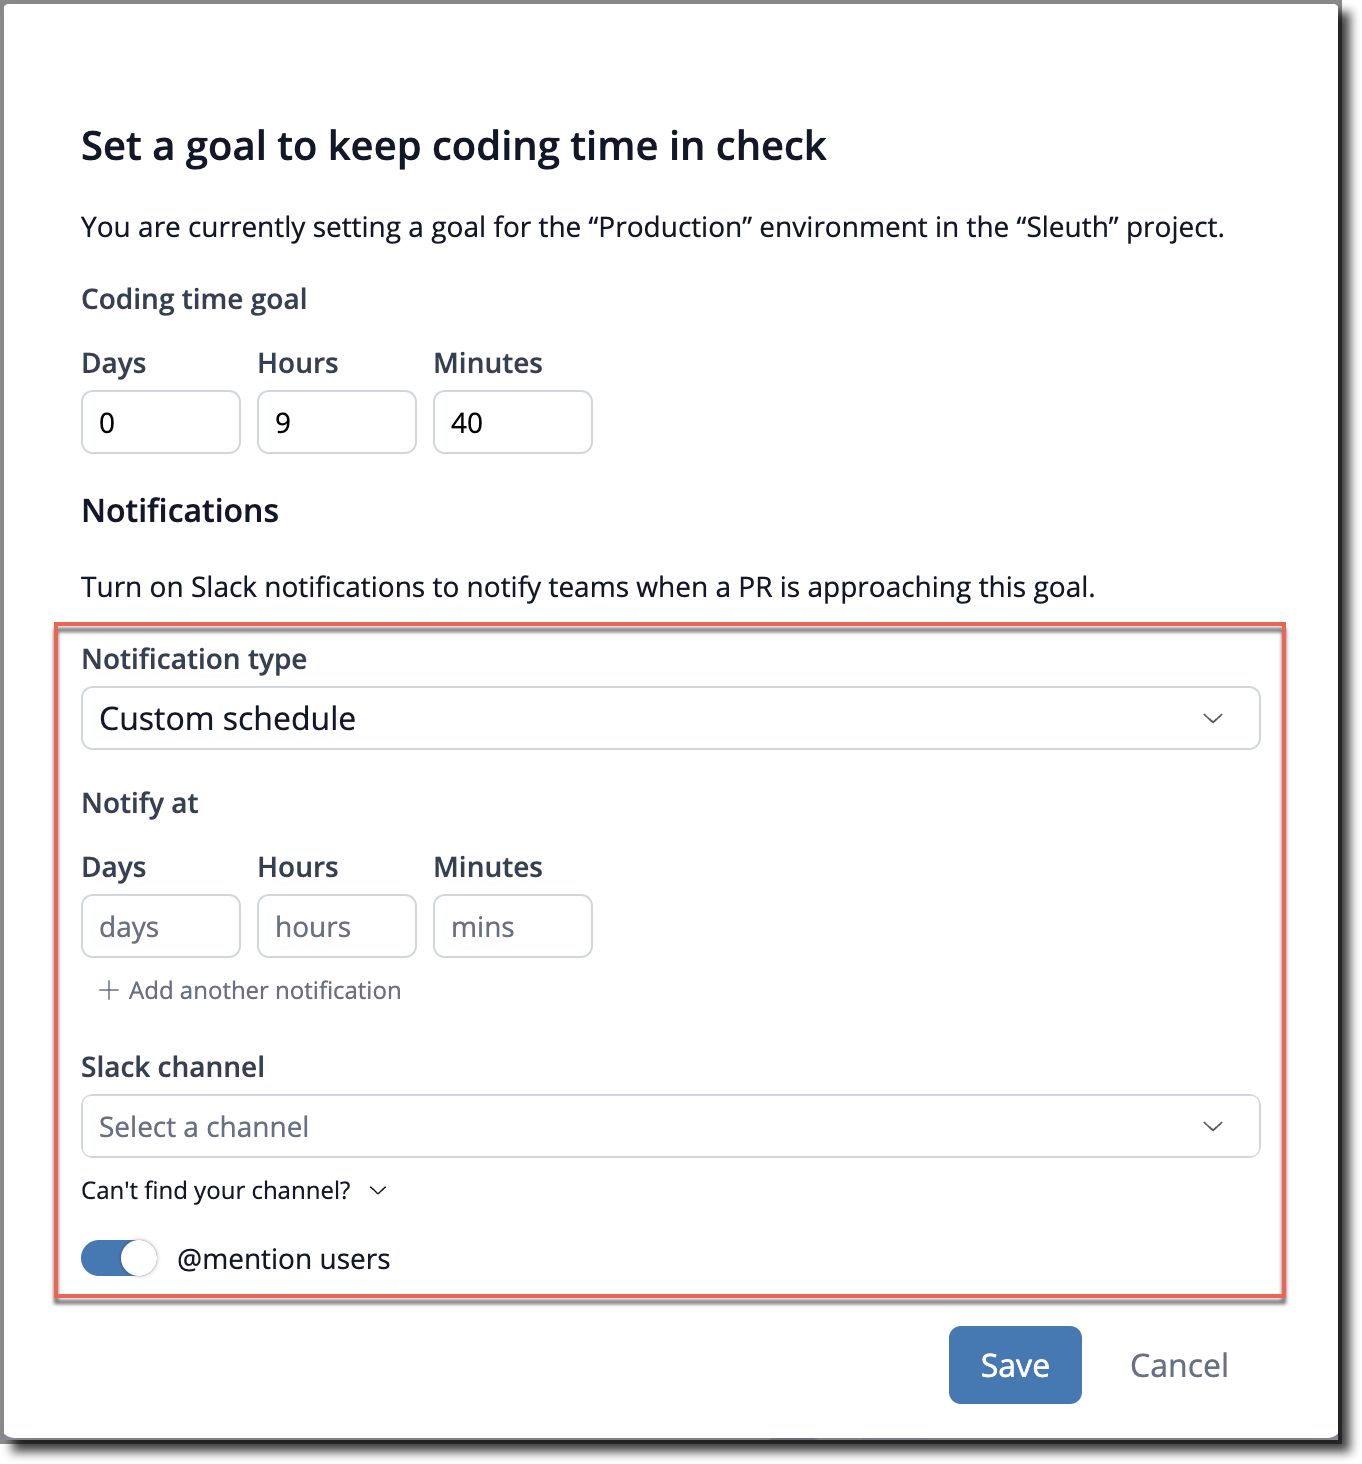 Set a goal to keep coding time in check
You are currently setting a goal for the “Production” environment in the “Sleuth” project.
Coding time goal
Days Hours Minutes
0 9 40
Notifications
Turn on Slack notifications to notify teams when a PR is approaching this goal.
Notification type
Custom schedule
Notify at
Days Hours Minutes
days hours mins
+ Add another notification
Slack channel
Select a channel
Can't find your channel?
@mention users
Save Cancel